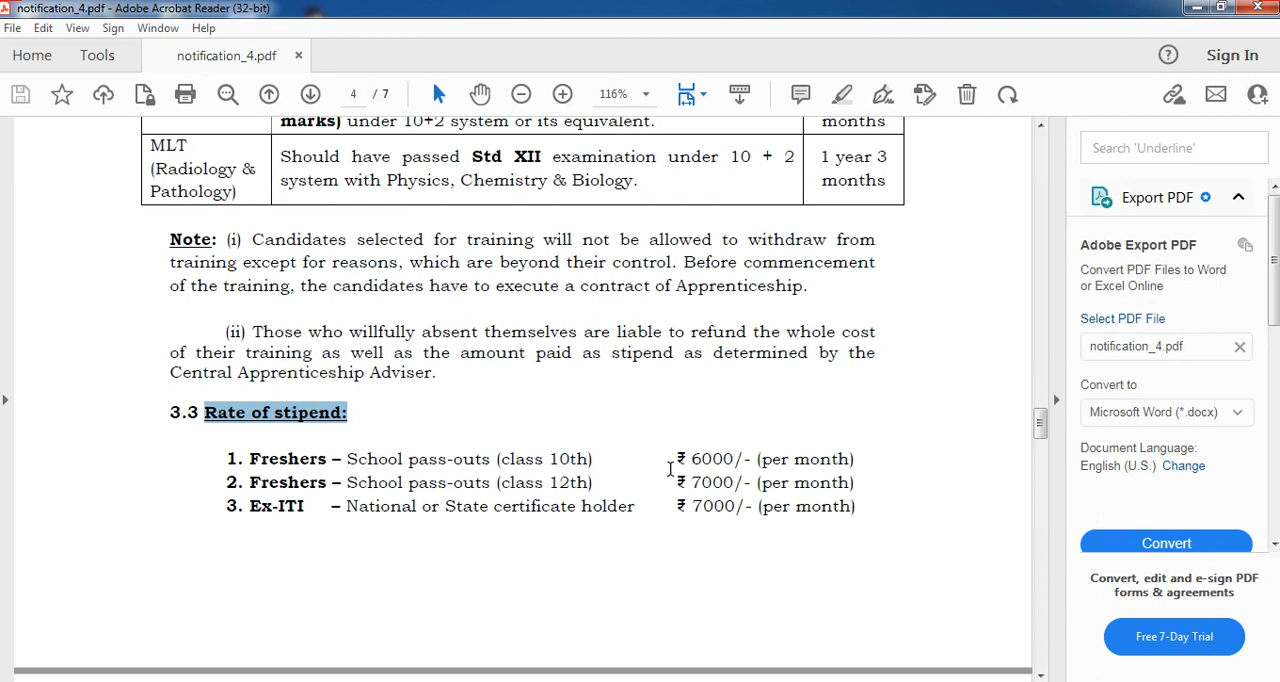 notification_4.pdf - Adobe Acrobat Reader (32-bit)
File Edit View Sign Window Help
Home Tools notification_4.pdf × ? Sign In
4 / 7 116%
marks) under 10+2 system or its equivalent. months
MLT
(Radiology &
Pathology)
Should have passed Std XII examination under 10 + 2
system with Physics, Chemistry & Biology.
1 year 3
months
Note: (i) Candidates selected for training will not be allowed to withdraw from
training except for reasons, which are beyond their control. Before commencement
of the training, the candidates have to execute a contract of Apprenticeship.
(ii) Those who willfully absent themselves are liable to refund the whole cost
of their training as well as the amount paid as stipend as determined by the
Central Apprenticeship Adviser.
3.3 Rate of stipend:
1. Freshers – School pass-outs (class 10th) ₹ 6000/- (per month)
2. Freshers – School pass-outs (class 12th) ₹ 7000/- (per month)
3. Ex-ITI – National or State certificate holder ₹ 7000/- (per month)
Search 'Underline'
Export PDF
Adobe Export PDF
Convert PDF Files to Word
or Excel Online
Select PDF File
notification_4.pdf ×
Convert to
Microsoft Word (*.docx)
Document Language:
English (U.S.) Change
Convert
Convert, edit and e-sign PDF
forms & agreements
Free 7-Day Trial